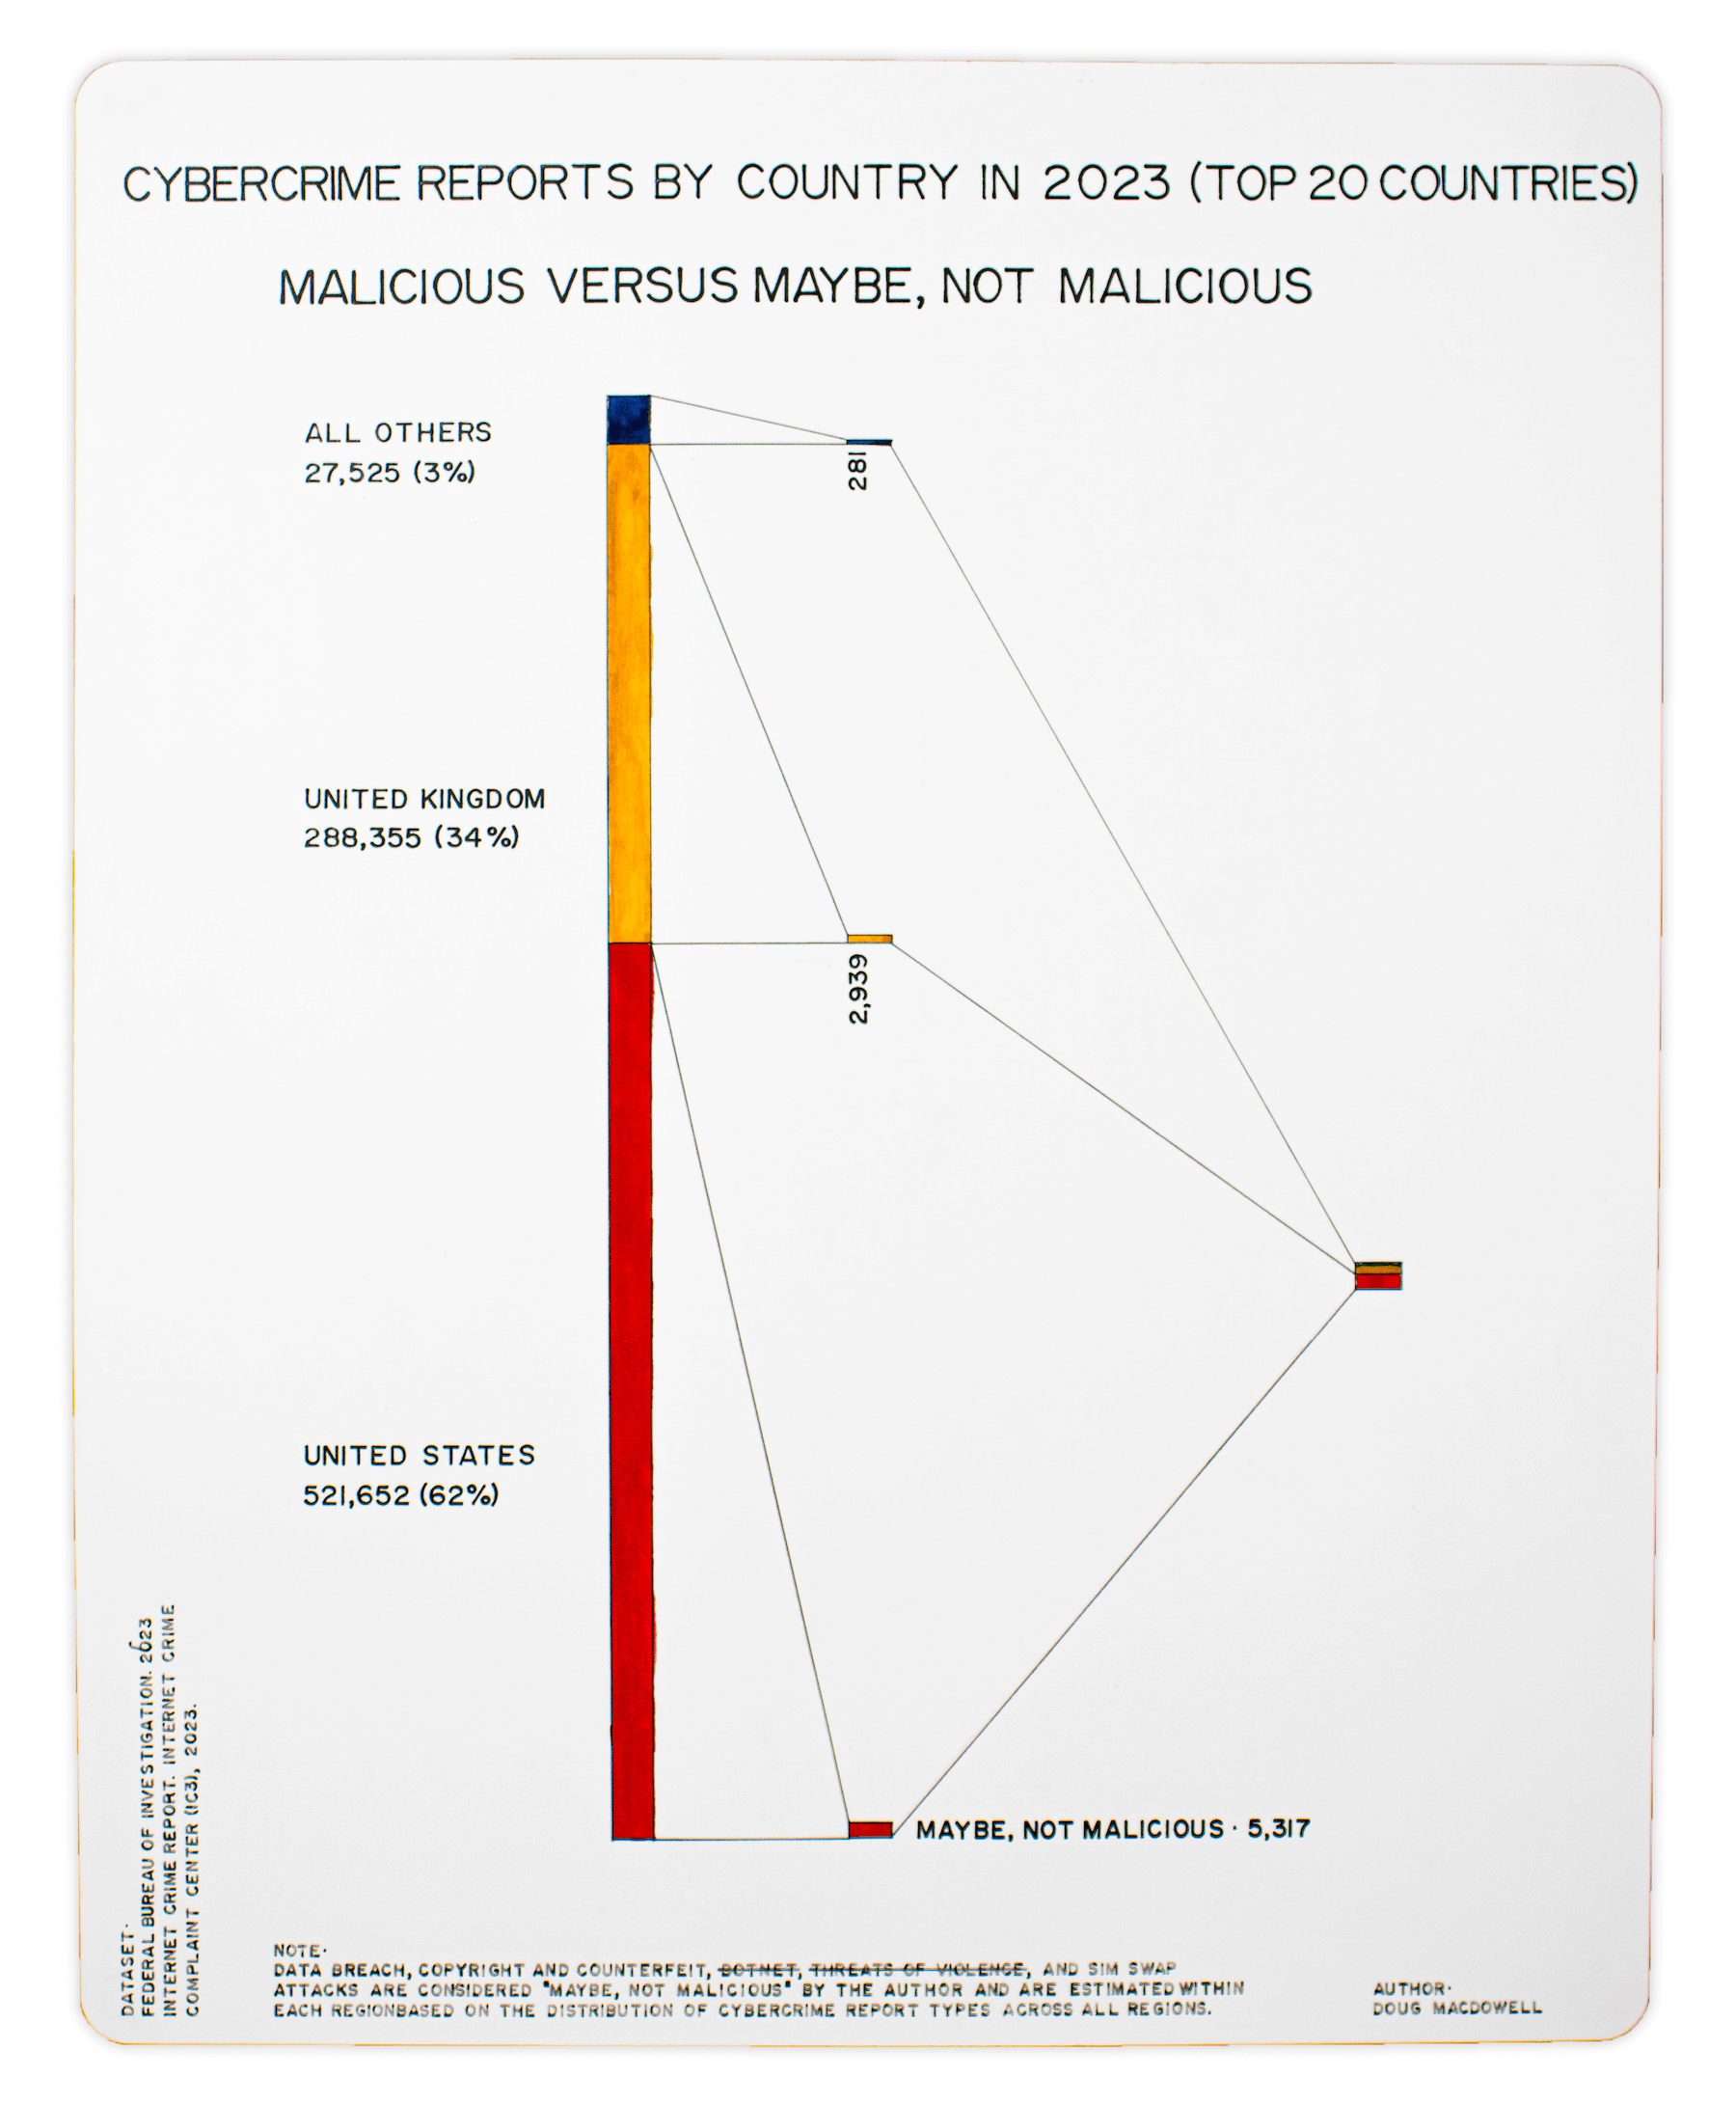 CYBERCRIME REPORTS BY COUNTRY IN 2023 (TOP 20 COUNTRIES)
MALICIOUS VERSUS MAYBE, NOT MALICIOUS
ALL OTHERS
27,525 (3%)
281
UNITED KINGDOM
288,355 (34%)
2,939
UNITED STATES
521,652 (62%)
MAYBE, NOT MALICIOUS · 5,317
DATASET·
FEDERAL BUREAU OF INVESTIGATION. 2023
INTERNET CRIME REPORT. INTERNET CRIME
COMPLAINT CENTER (IC3), 2023.
NOTE·
DATA BREACH, COPYRIGHT AND COUNTERFEIT, BOTNET, THREATS OF VIOLENCE, AND SIM SWAP
ATTACKS ARE CONSIDERED "MAYBE, NOT MALICIOUS" BY THE AUTHOR AND ARE ESTIMATED WITHIN
EACH REGIONBASED ON THE DISTRIBUTION OF CYBERCRIME REPORT TYPES ACROSS ALL REGIONS.
AUTHOR·
DOUG MACDOWELL